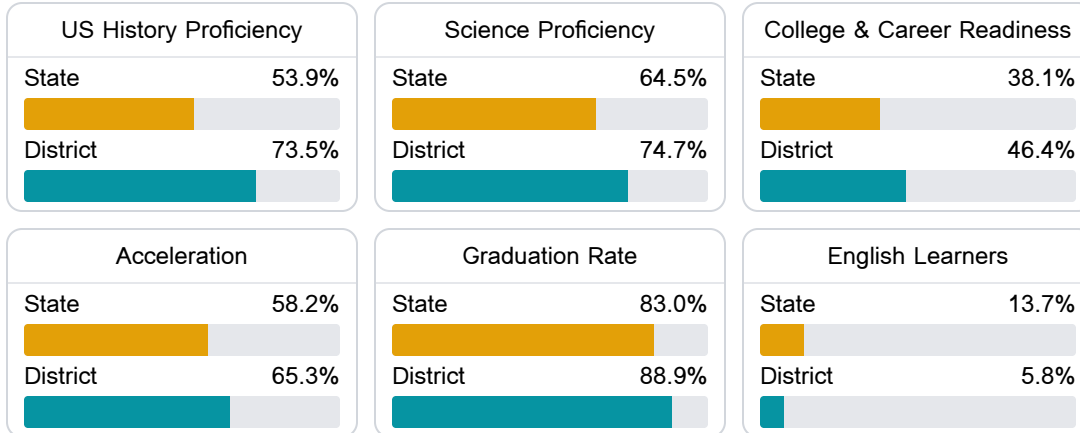 US History Proficiency
State 53.9%
District 73.5%
Science Proficiency
State 64.5%
District 74.7%
College & Career Readiness
State 38.1%
District 46.4%
Acceleration
State 58.2%
District 65.3%
Graduation Rate
State 83.0%
District 88.9%
English Learners
State 13.7%
District 5.8%